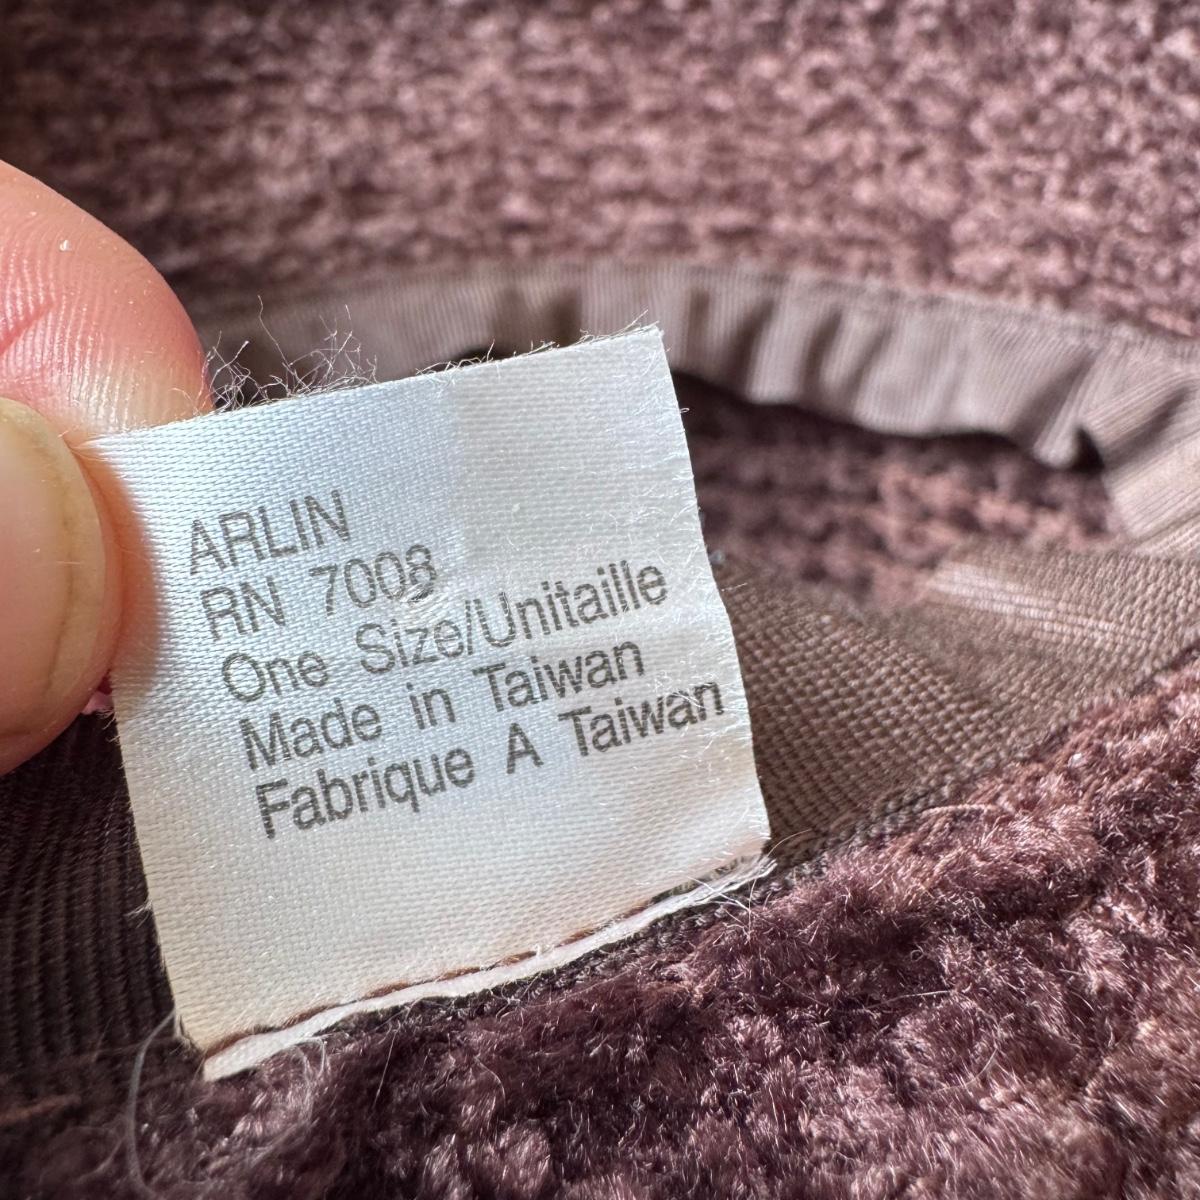 ARLIN
RN 7008
One Size/Unitaille
Made in Taiwan
Fabrique A Taiwan